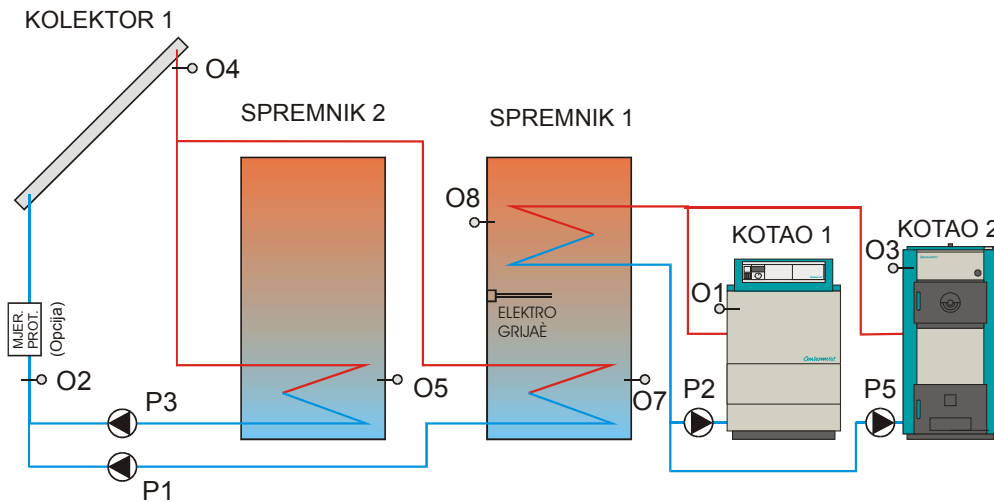 KOLEKTOR 1
O4
SPREMNIK 2
SPREMNIK 1
O8
KOTAO 1
KOTAO 2
O3
O1
ELEKTRO
GRIJAÈ
MJER.
PROT.
(Opcija)
O2
O5
O7
P3
P2
P5
P1
Centrometal